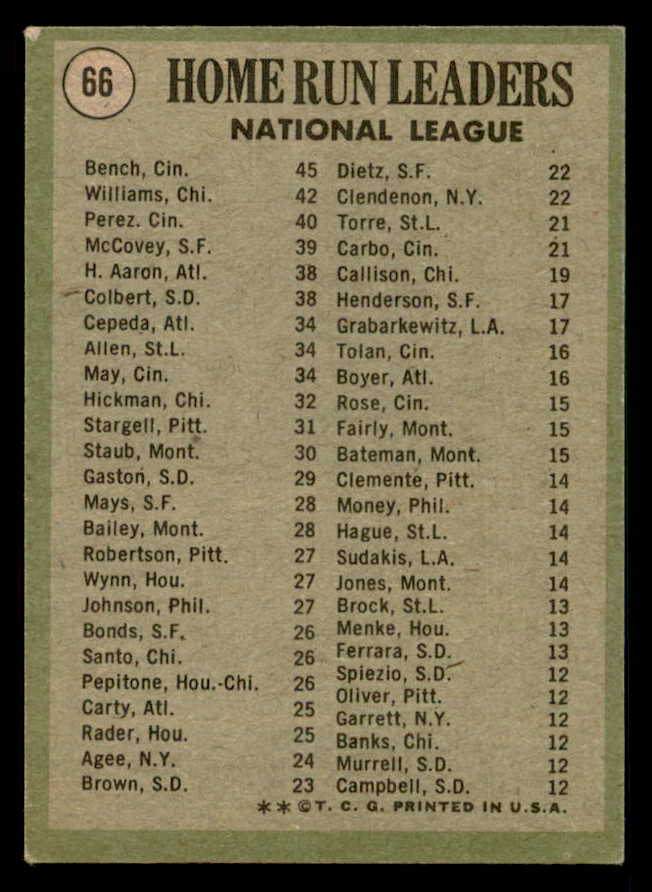 66
HOME RUN LEADERS
NATIONAL LEAGUE
Bench, Cin. 45
Williams, Chi. 42
Perez. Cin. 40
McCovey, S.F. 39
H. Aaron, Atl. 38
Colbert, S.D. 38
Cepeda, Atl. 34
Allen, St.L. 34
May, Cin. 34
Hickman, Chi. 32
Stargell, Pitt. 31
Staub, Mont. 30
Gaston, S.D. 29
Mays, S.F. 28
Bailey, Mont. 28
Robertson, Pitt. 27
Wynn, Hou. 27
Johnson, Phil. 27
Bonds, S.F. 26
Santo, Chi. 26
Pepitone, Hou.-Chi. 26
Carty, Atl. 25
Rader, Hou. 25
Agee, N.Y. 24
Brown, S.D. 23
Dietz, S.F. 22
Clendenon, N.Y. 22
Torre, St.L. 21
Carbo, Cin. 21
Callison, Chi. 19
Henderson, S.F. 17
Grabarkewitz, L.A. 17
Tolan, Cin. 16
Boyer, Atl. 16
Rose, Cin. 15
Fairly, Mont. 15
Bateman, Mont. 15
Clemente, Pitt. 14
Money, Phil. 14
Hague, St.L. 14
Sudakis, L.A. 14
Jones, Mont. 14
Brock, St.L. 13
Menke, Hou. 13
Ferrara, S.D. 13
Spiezio, S.D. 12
Oliver, Pitt. 12
Garrett, N.Y. 12
Banks, Chi. 12
Murrell, S.D. 12
Campbell, S.D. 12
** © T. C. G. PRINTED IN U.S.A.